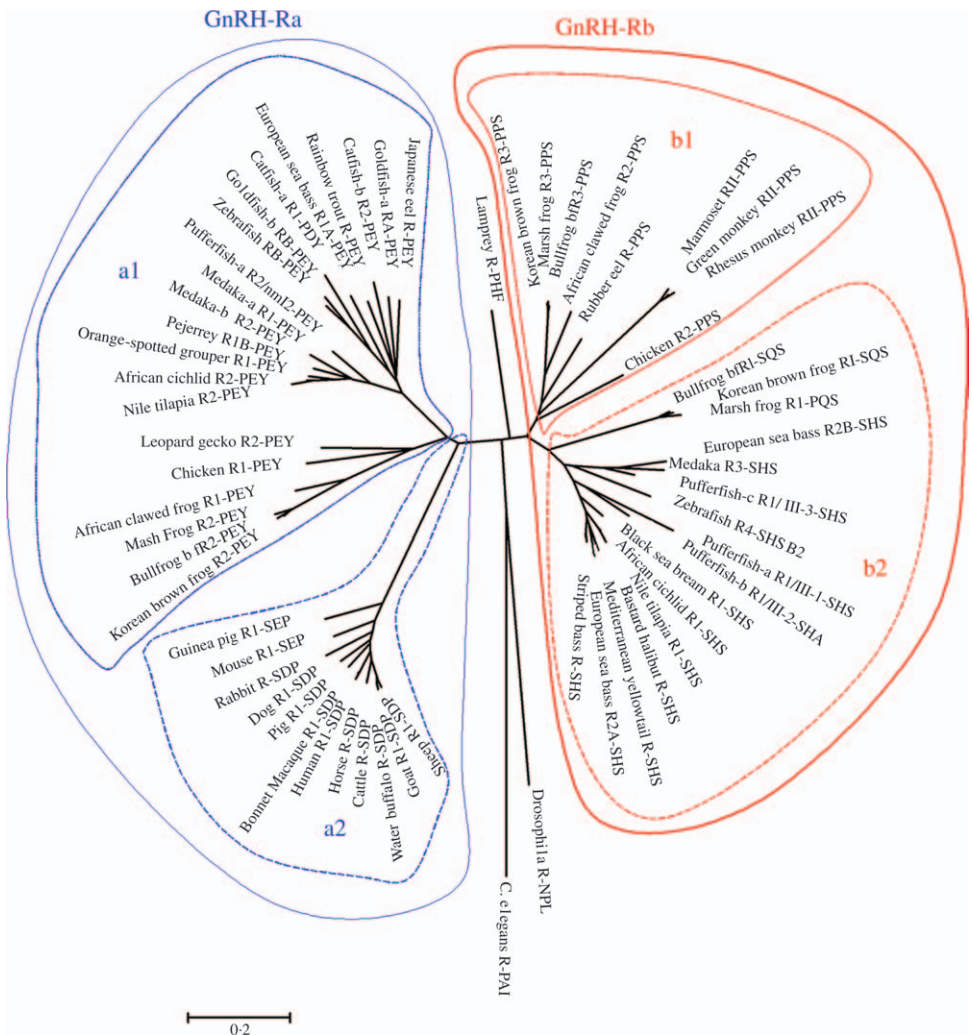 GnRH-Ra
GnRH-Rb
a1
European sea bass R1A-PEY
Rainbow trout R-PEY
Catfish-b R2-PEY
Goldfish-a RA-PEY
Japanese eel R-PEY
Catfish-a R1-PDY
Go1dfish-b RB-PEY
Zebrafish RB-PEY
Pufferfish-a R2/nmI2-PEY
Medaka-a R1-PEY
Medaka-b R2-PEY
Pejerrey R1B-PEY
Orange-spotted grouper R1-PEY
African cichlid R2-PEY
Nile tilapia R2-PEY
Leopard gecko R2-PEY
Chicken R1-PEY
African clawed frog R1-PEY
Mash Frog R2-PEY
Bullfrog b fR2-PEY
Korean brown frog R2-PEY
Guinea pig R1-SEP
Mouse R1-SEP
Rabbit R-SDP
Dog R1-SDP
Pig R1-SDP
Bonnet Macaque R1-SDP
Human R1-SDP
Horse R-SDP
Cattle R-SDP
Water buffalo R-SDP
Goat R1-SDP
Sheep R1-SDP
a2
Lamprey R-PHF
b1
Korean brown frog R3-PPS
Marsh frog R3-PPS
Bullfrog bfR3-PPS
African clawed frog R2-PPS
Rubber eel R-PPS
Marmoset RII-PPS
Green monkey RII-PPS
Rhesus monkey RII-PPS
Chicken R2-PPS
Bullfrog bfR1-SQS
Korean brown frog RI-SQS
Marsh frog R1-PQS
European sea bass R2B-SHS
Medaka R3-SHS
Pufferfish-c R1/ III-3-SHS
Zebrafish R4-SHS B2
Pufferfish-a R1/III-1-SHS
Pufferfish-b R1/III-2-SHA
Black sea bream R1-SHS
African cichlid R1-SHS
Nile tilapia R1-SHS
Bastard halibut R-SHS
Mediterranean yellowtail R-SHS
European sea bass R2A-SHS
Striped bass R-SHS
b2
Drosophi1a R-NPL
C. e1egans R-PAI
0·2